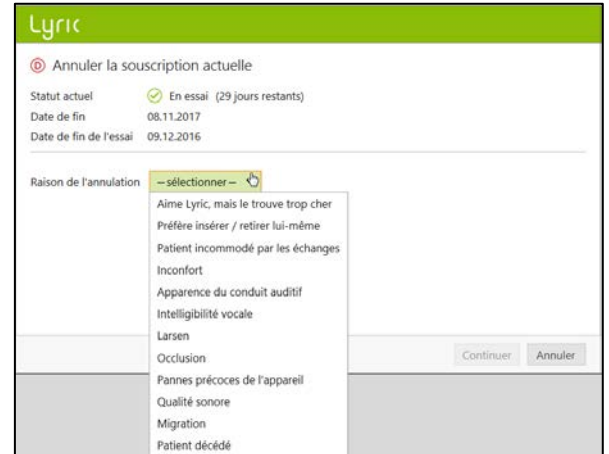 Lyric
D Annuler la souscription actuelle
Statut actuel En essai (29 jours restants)
Date de fin 08.11.2017
Date de fin de l'essai 09.12.2016
Raison de l'annulation –sélectionner–
Aime Lyric, mais le trouve trop cher
Préfère insérer / retirer lui-même
Patient incommodé par les échanges
Inconfort
Apparence du conduit auditif
Intelligibilité vocale
Larsen
Occlusion
Pannes précoces de l'appareil
Qualité sonore
Migration
Patient décédé
Continuer Annuler